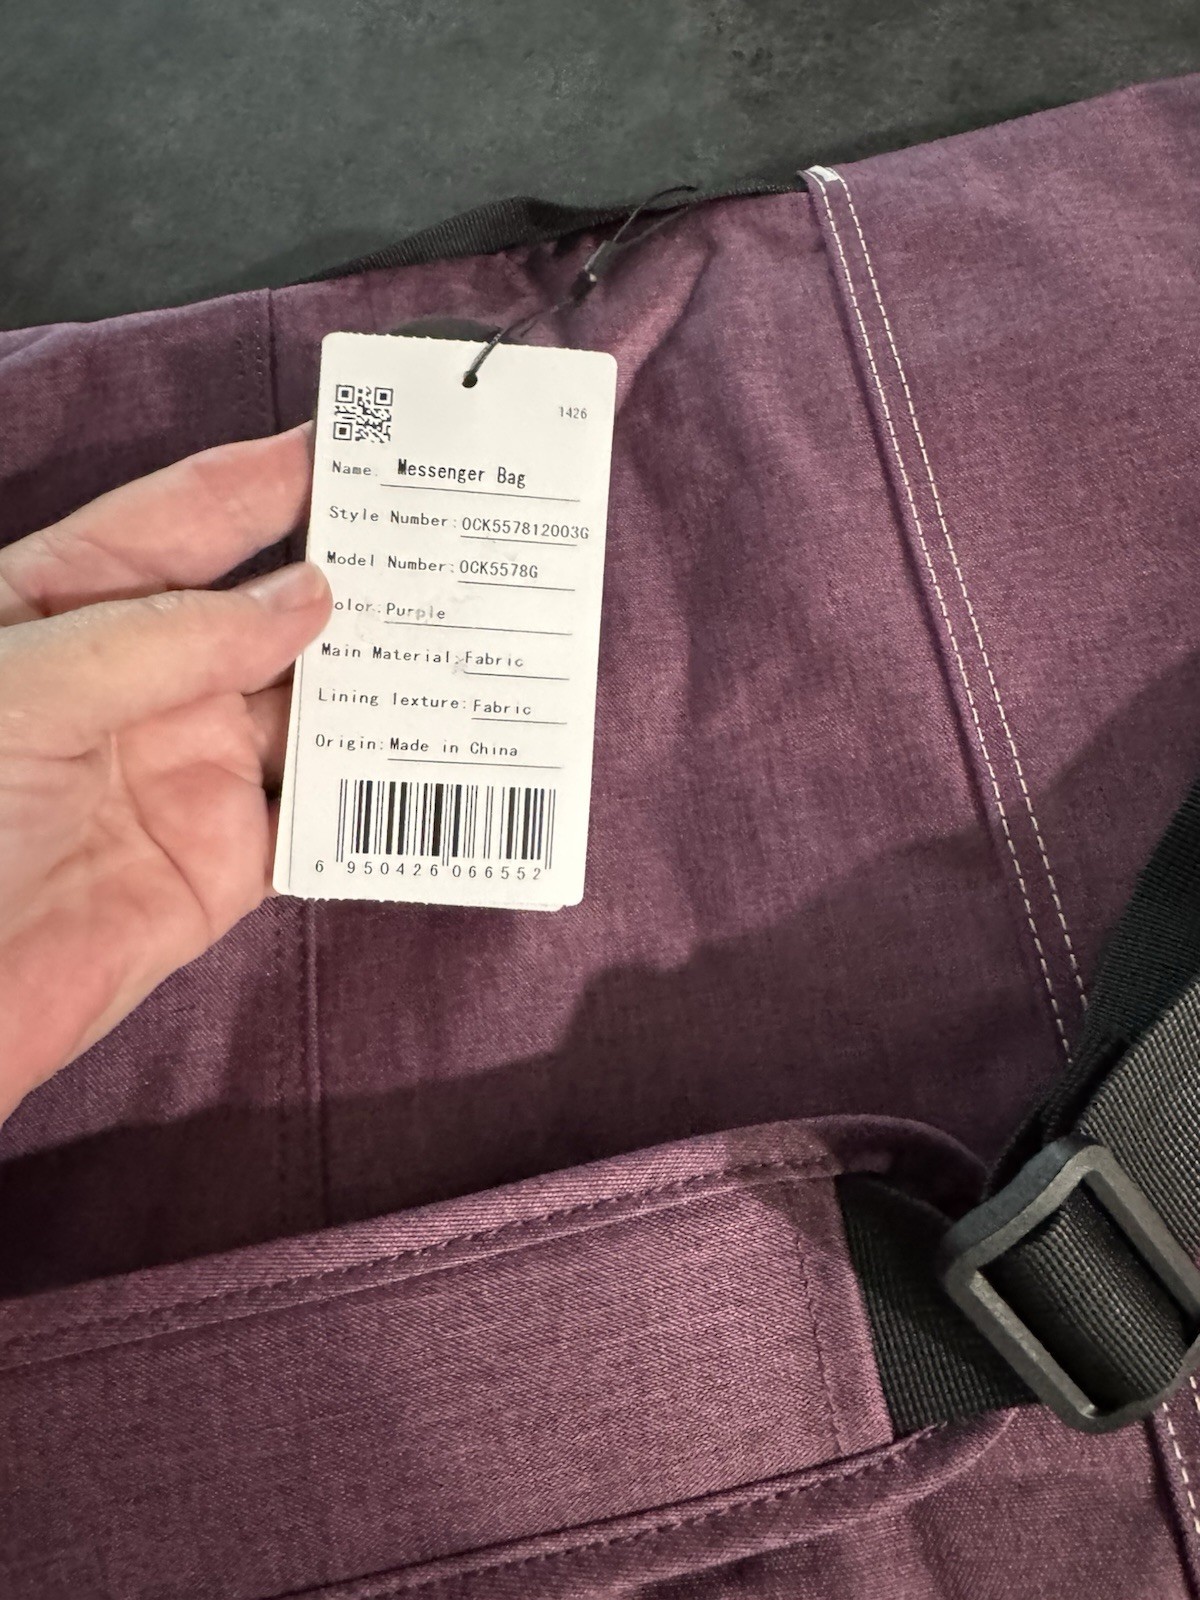 1426
Name. Messenger Bag
Style Number: OCK557812003G
Model Number: OCK5578G
olor: Purple
Main Material: Fabric
Lining Texture: Fabric
Origin: Made in China
6 950426 066552